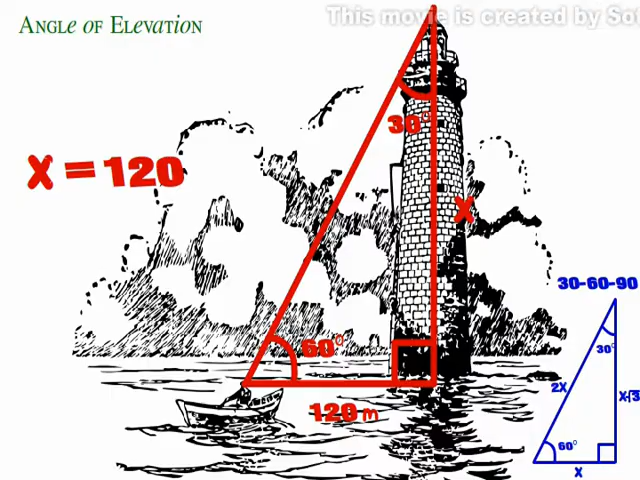 This movie is created by Sof
ANGLE OF ELEVATION
30°
X = 120
X
60°
120 m
30-60-90
30°
2X
X√3
60°
X